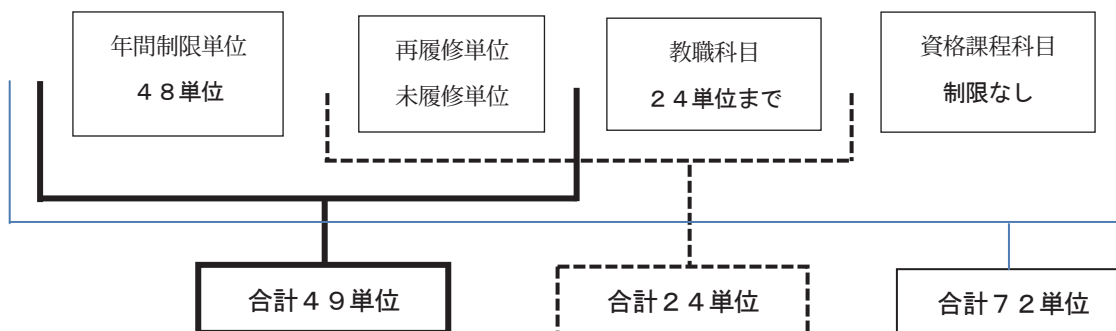 年間制限単位
４８単位
再履修単位
未履修単位
教職科目
２４単位まで
資格課程科目
制限なし
合計４９単位
合計２４単位
合計７２単位